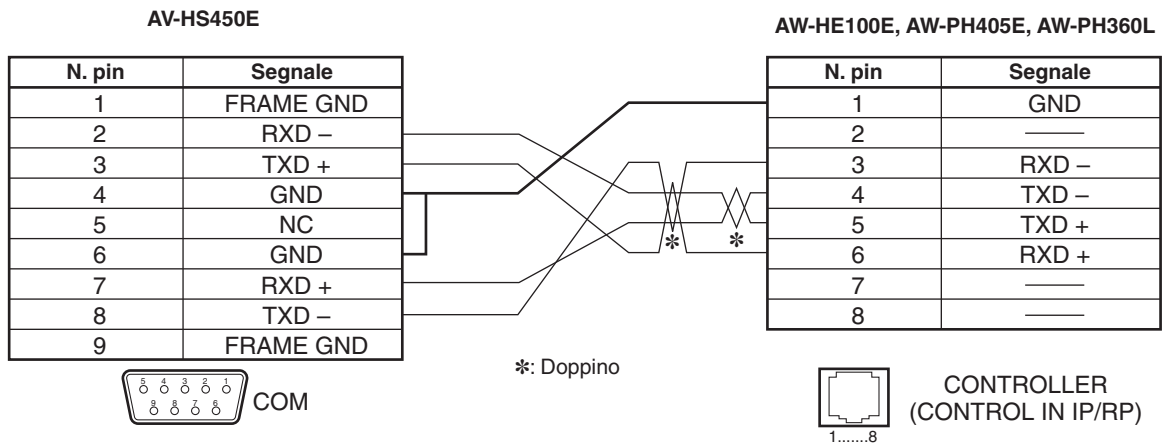 AV-HS450E
AW-HE100E, AW-PH405E, AW-PH360L
N. pin Segnale
1 FRAME GND
2 RXD –
3 TXD +
4 GND
5 NC
6 GND
7 RXD +
8 TXD –
9 FRAME GND
N. pin Segnale
1 GND
2 ——
3 RXD –
4 TXD –
5 TXD +
6 RXD +
7 ——
8 ——
✻ ✻
✻: Doppino
5 4 3 2 1
9 8 7 6
COM
1.......8
CONTROLLER
(CONTROL IN IP/RP)